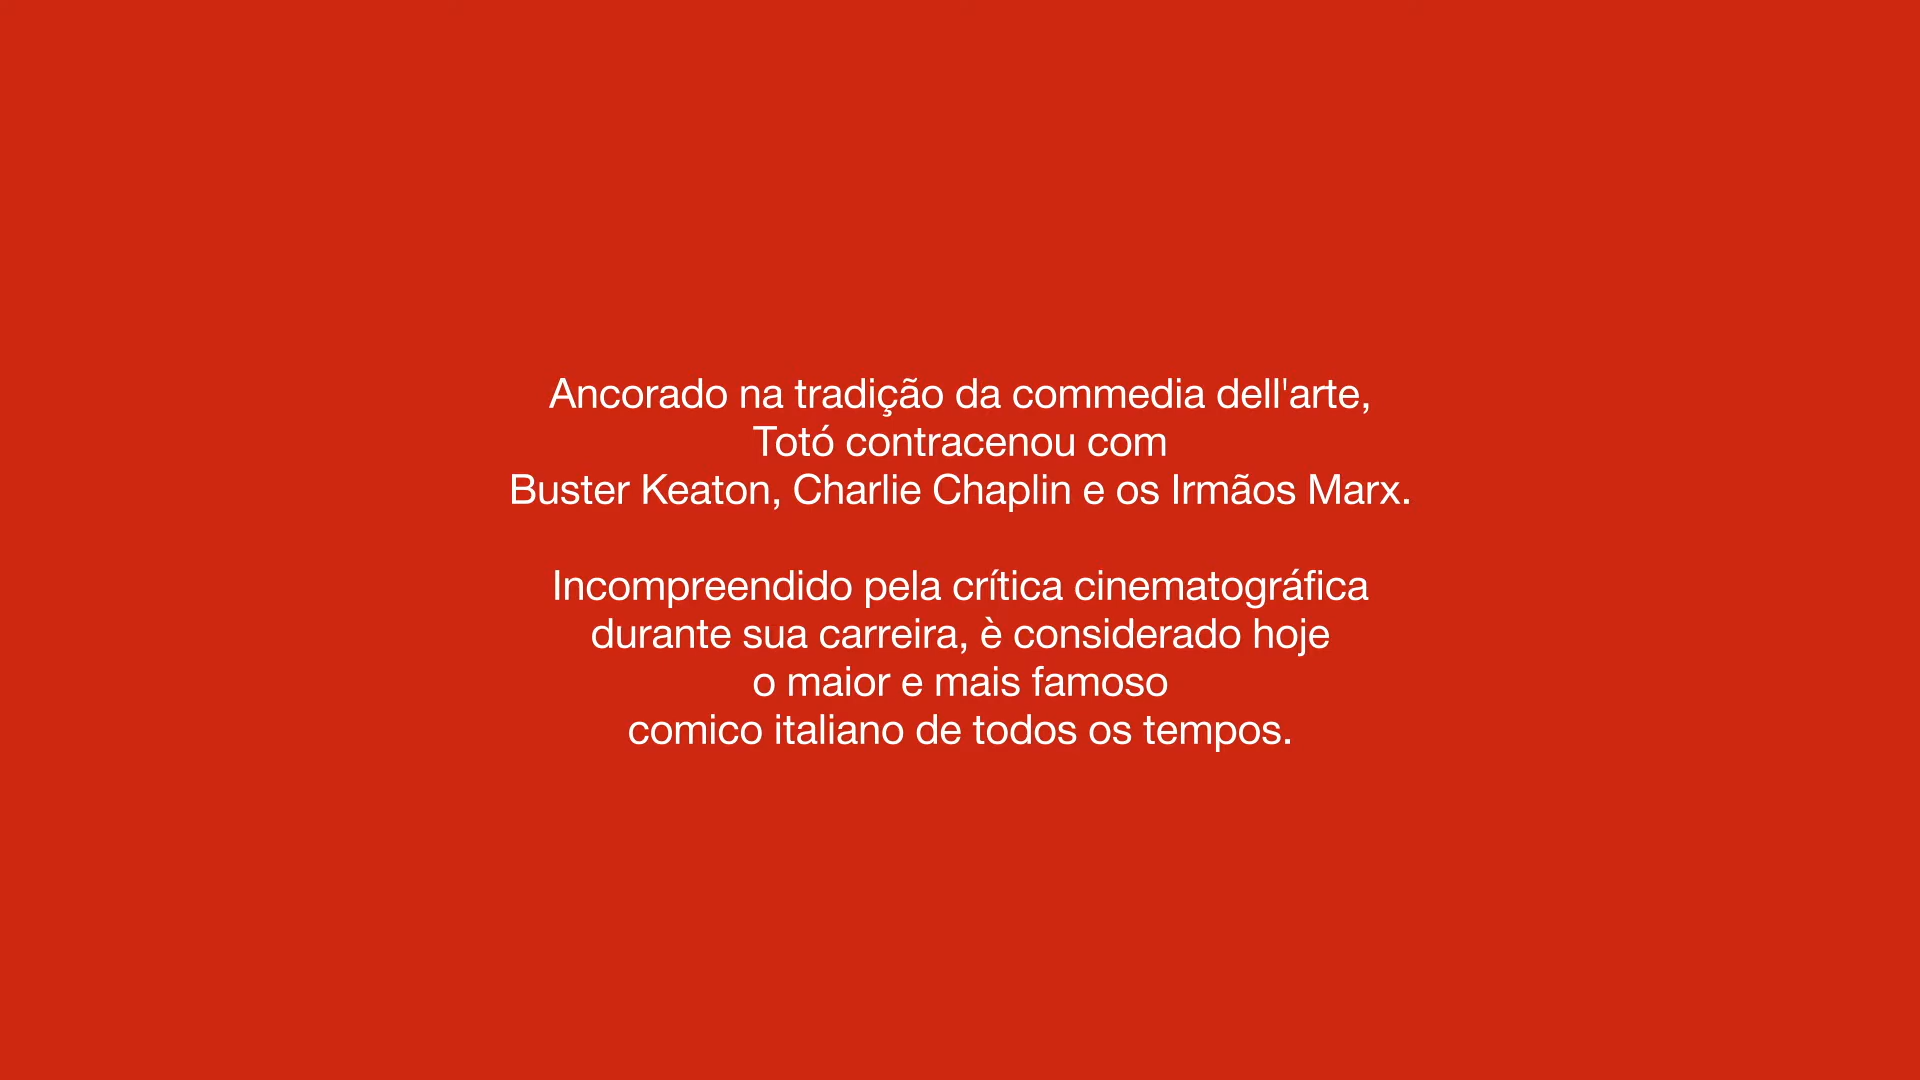 Ancorado na tradição da commedia dell'arte,
Totó contracenou com
Buster Keaton, Charlie Chaplin e os Irmãos Marx.
Incompreendido pela crítica cinematográfica
durante sua carreira, è considerado hoje
o maior e mais famoso
comico italiano de todos os tempos.